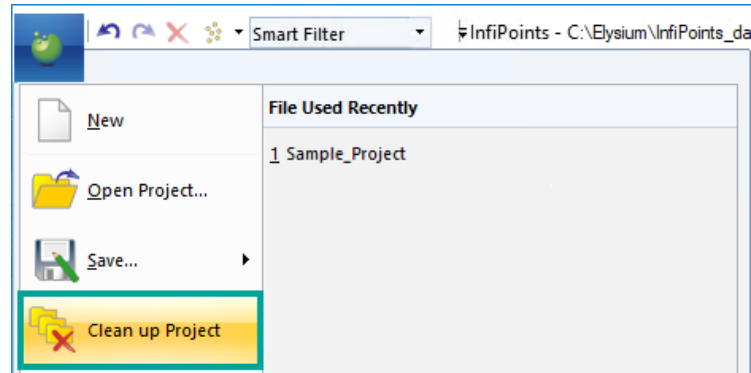 Smart Filter
InfiPoints - C:\Elysium\InfiPoints_da
New
File Used Recently
1 Sample_Project
Open Project...
Save...
Clean up Project